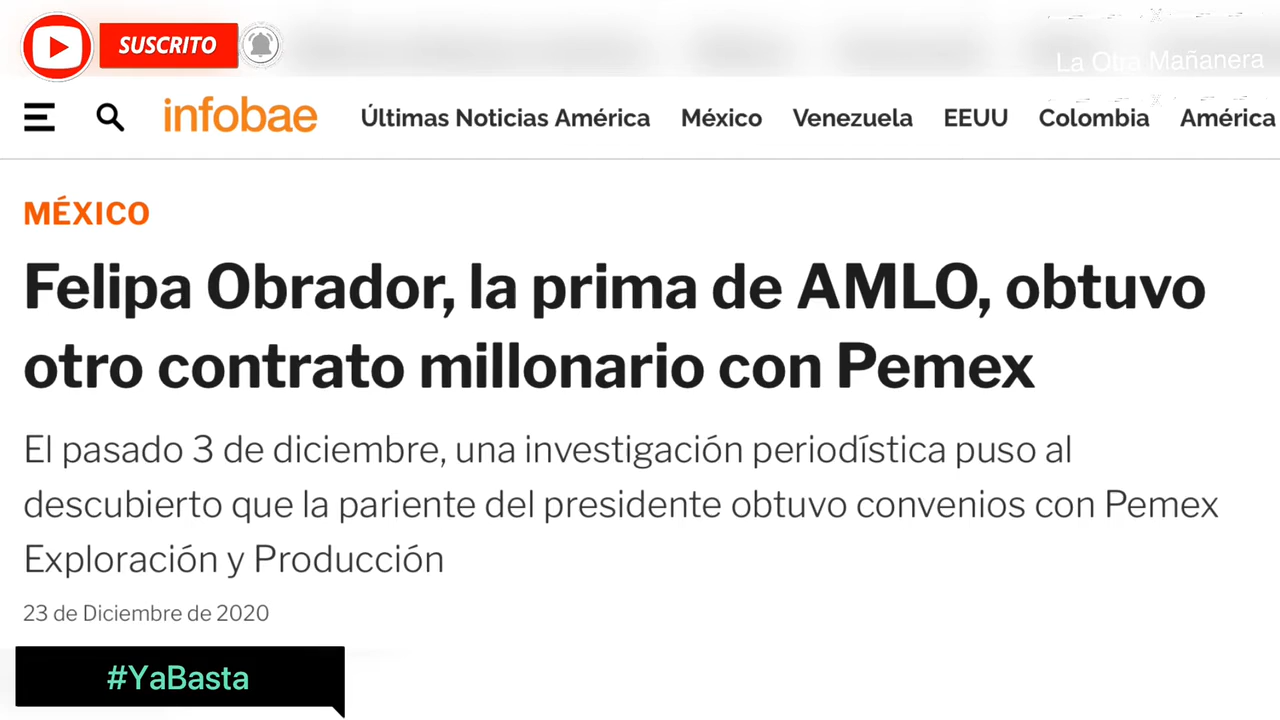 SUSCRITO
La Otra Mañanera
infobae
Últimas Noticias América México Venezuela EEUU Colombia América
MÉXICO
Felipa Obrador, la prima de AMLO, obtuvo
otro contrato millonario con Pemex
El pasado 3 de diciembre, una investigación periodística puso al
descubierto que la pariente del presidente obtuvo convenios con Pemex
Exploración y Producción
23 de Diciembre de 2020
#YaBasta